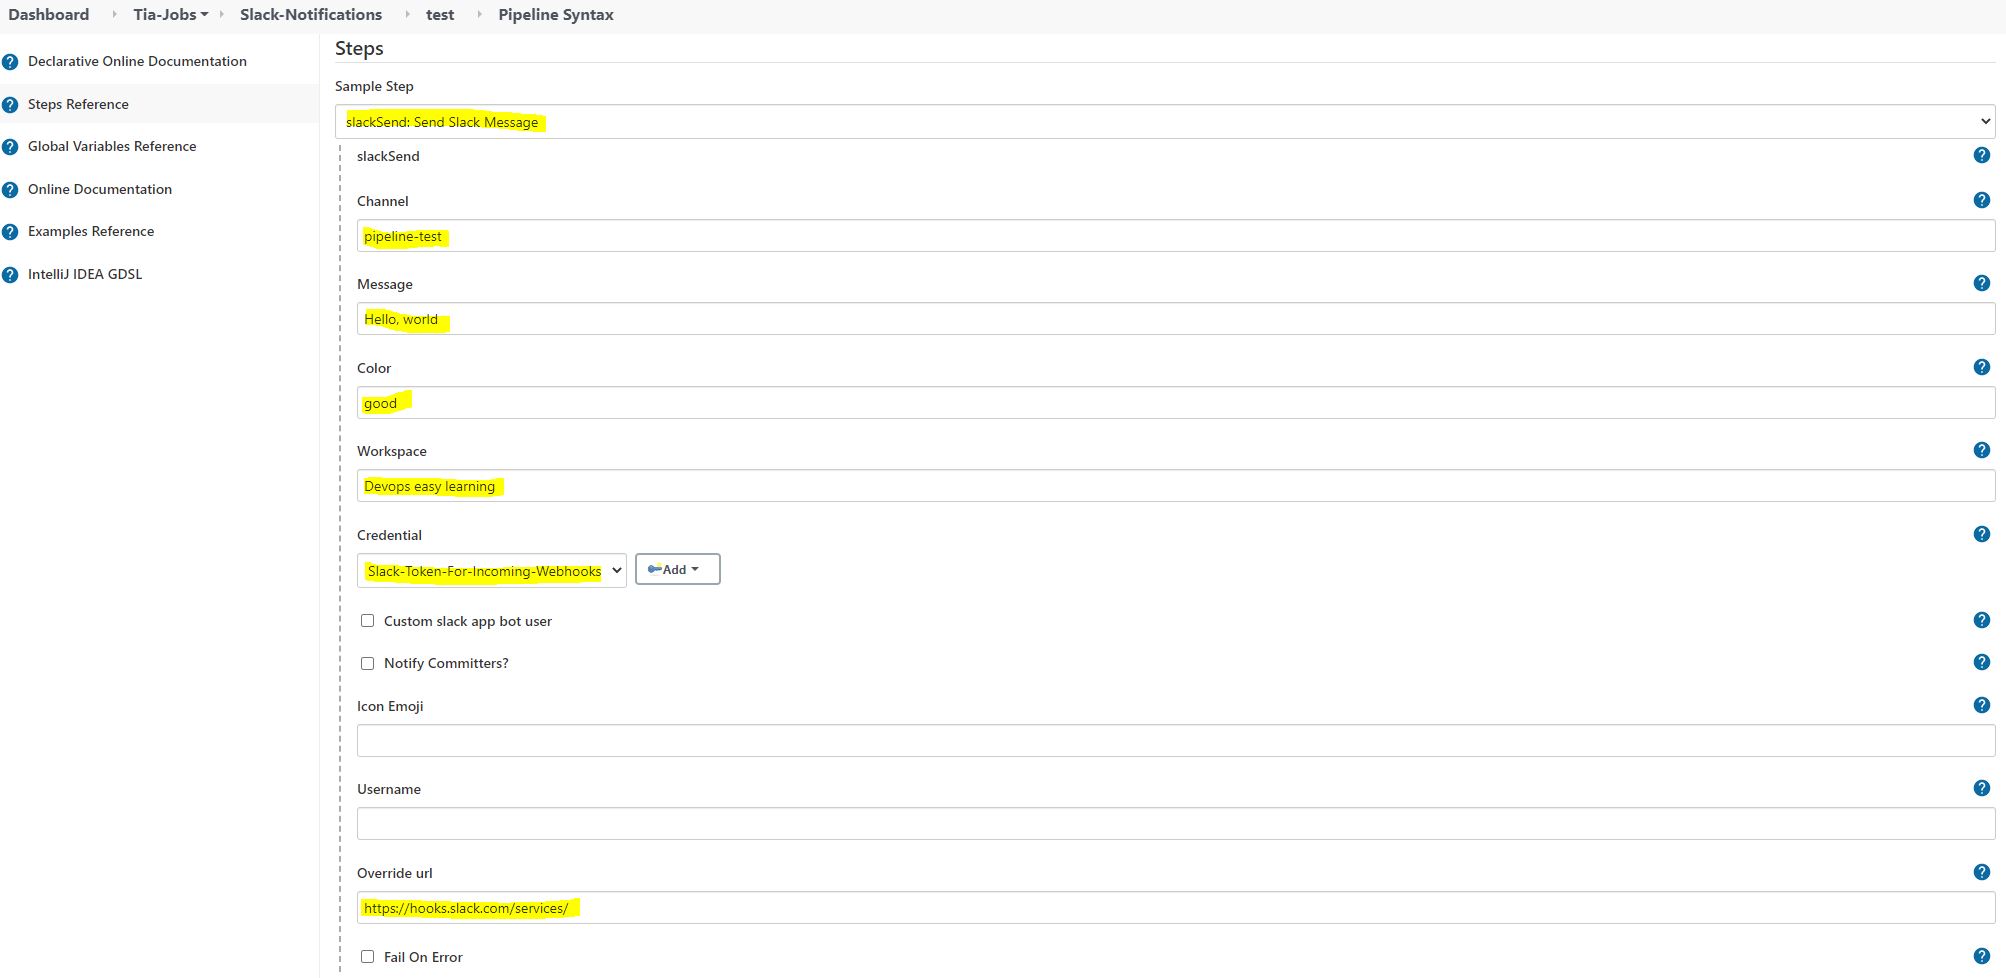 Dashboard Tia-Jobs Slack-Notifications test Pipeline Syntax
Declarative Online Documentation
Steps Reference
Global Variables Reference
Online Documentation
Examples Reference
IntelliJ IDEA GDSL
Steps
Sample Step
slackSend: Send Slack Message
slackSend
Channel
pipeline-test
Message
Hello, world
Color
good
Workspace
Devops easy learning
Credential
Slack-Token-For-Incoming-Webhooks Add
Custom slack app bot user
Notify Committers?
Icon Emoji
Username
Override url
https://hooks.slack.com/services/
Fail On Error